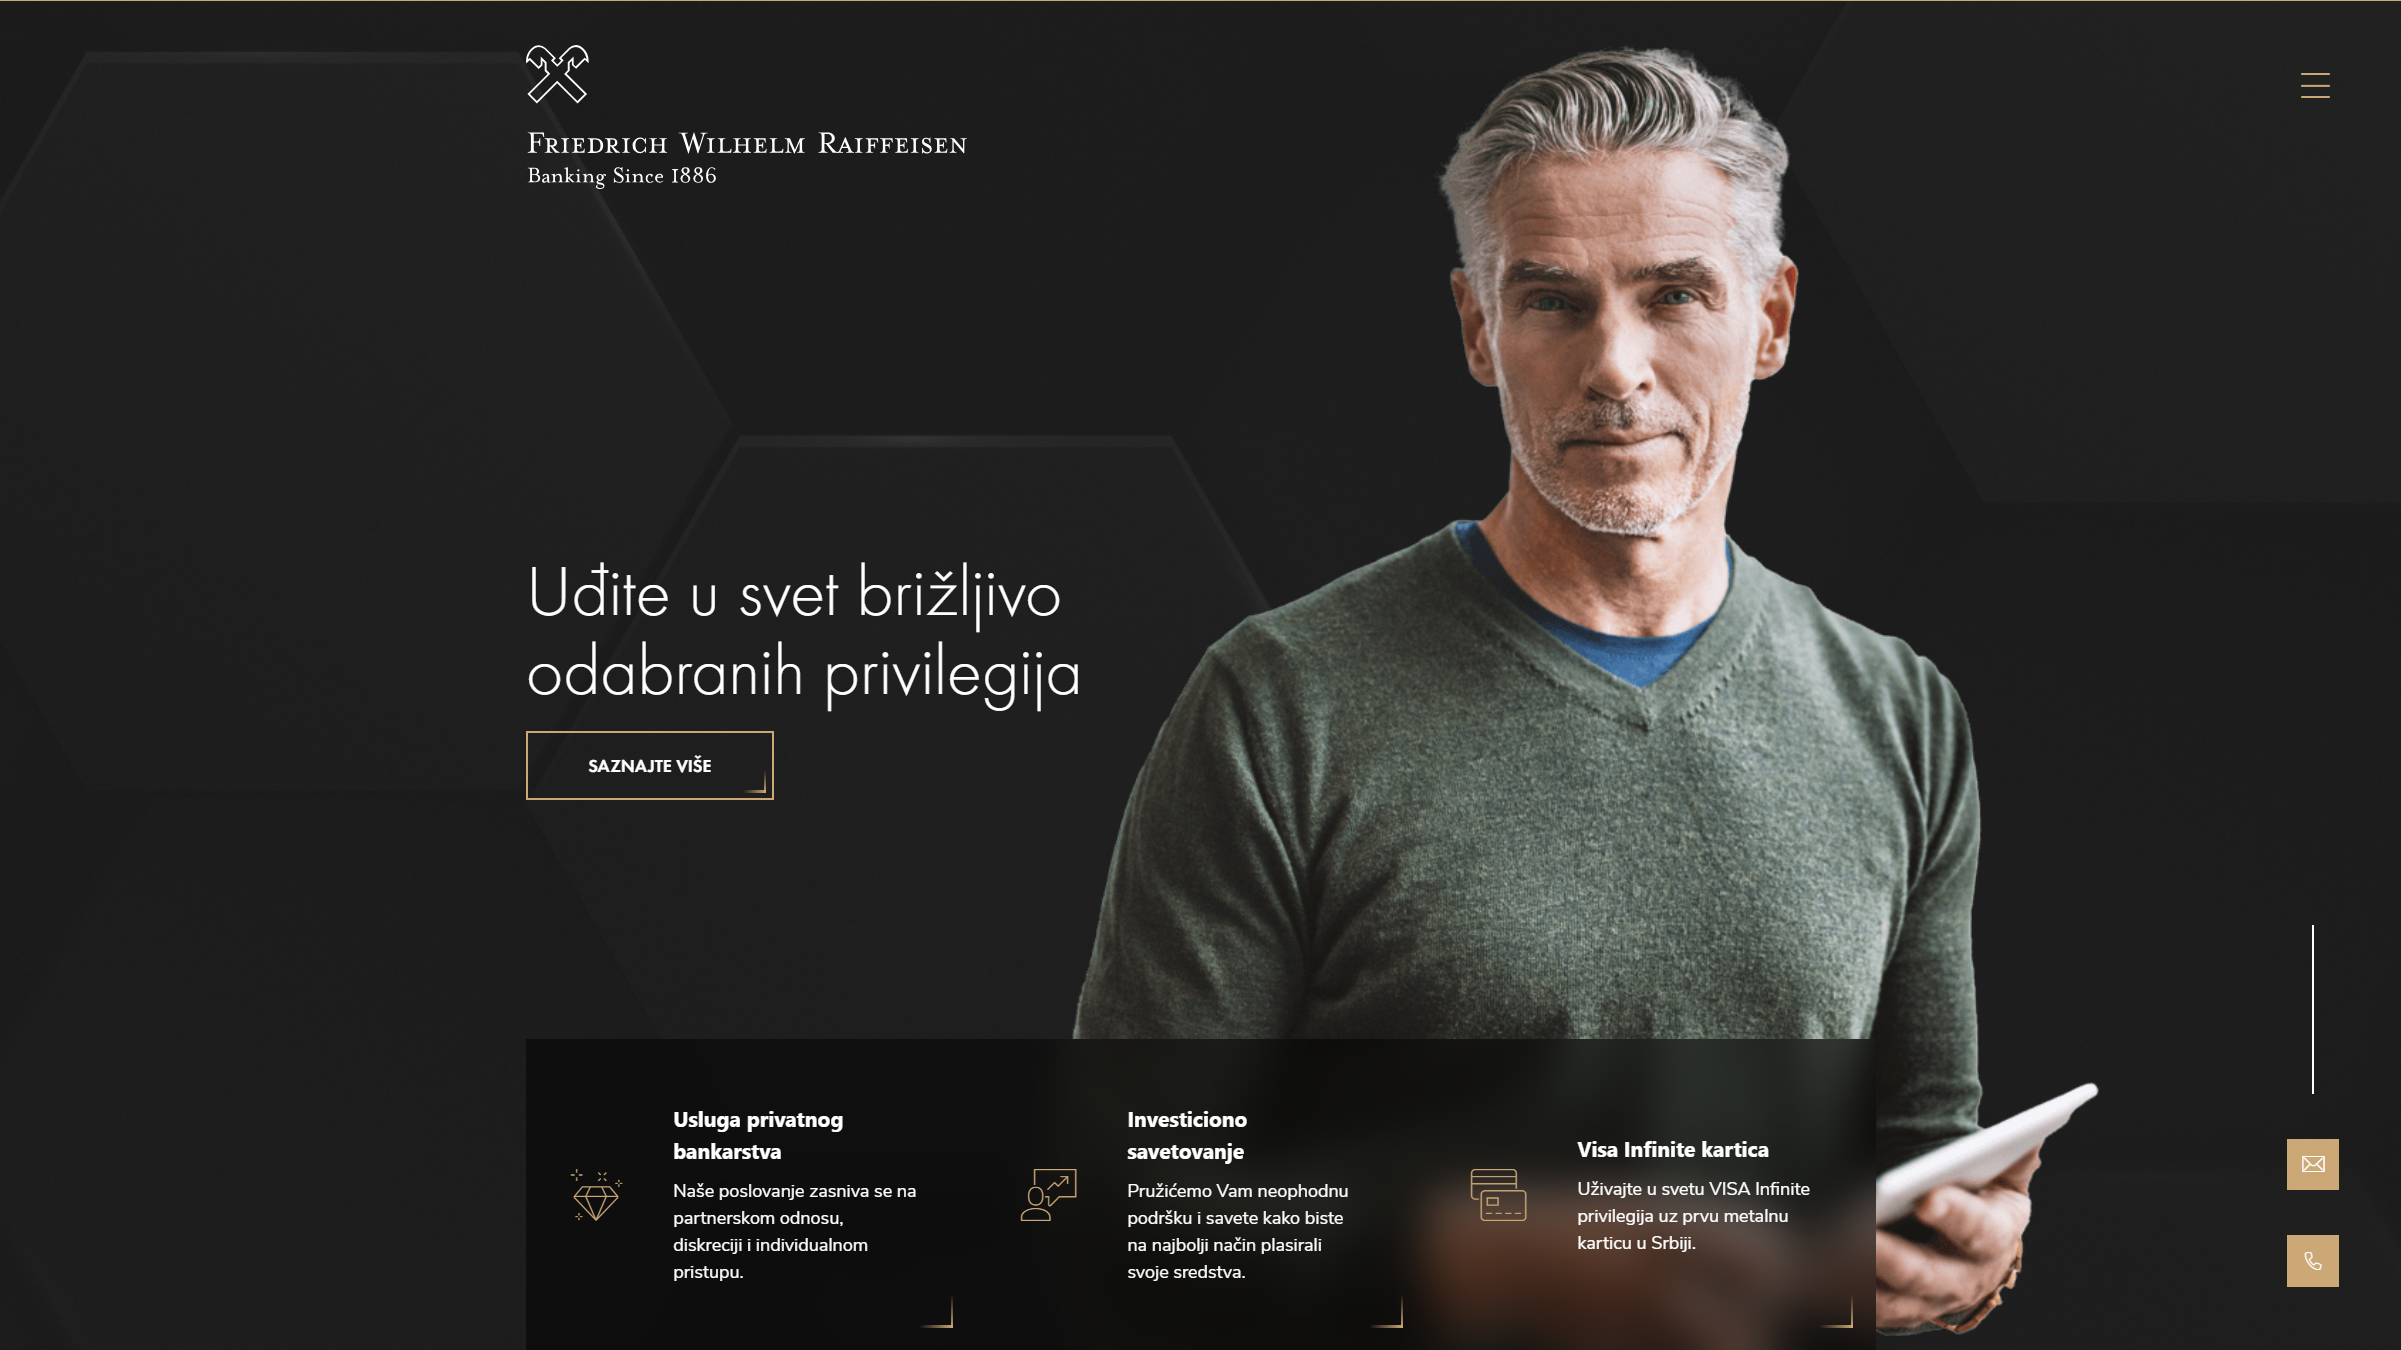 Friedrich Wilhelm Raiffeisen
Banking Since 1886
Uđite u svet brižljivo
odabranih privilegija
SAZNAJTE VIŠE
Usluga privatnog
bankarstva
Naše poslovanje zasniva se na
partnerskom odnosu,
diskreciji i individualnom
pristupu.
Investiciono
savetovanje
Pružićemo Vam neophodnu
podršku i savete kako biste
na najbolji način plasirali
svoje sredstva.
Visa Infinite kartica
Uživajte u svetu VISA Infinite
privilegija uz prvu metalnu
karticu u Srbiji.